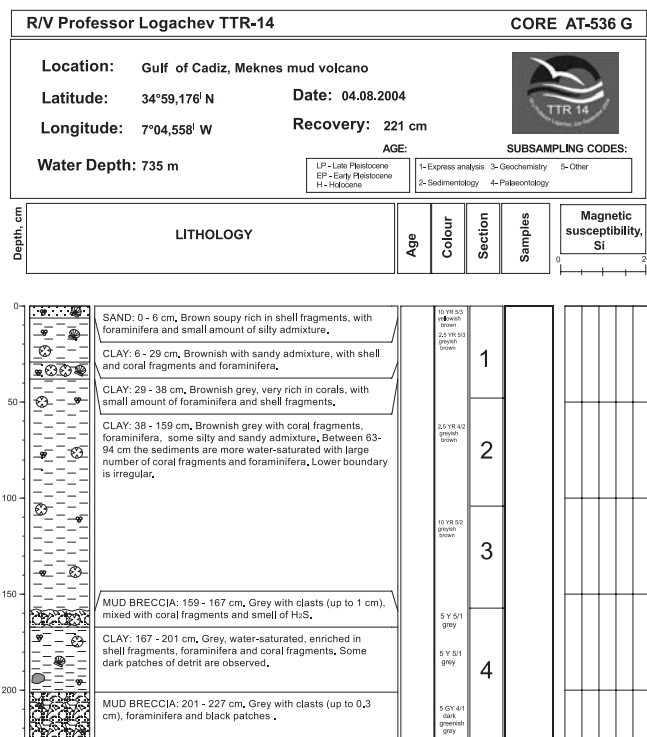 R/V Professor Logachev TTR-14
CORE AT-536 G
Location: Gulf of Cadiz, Meknes mud volcano
Latitude: 34°59,176ᴵ N
Date: 04.08.2004
Longitude: 7°04,558ᴵ W
Recovery: 221 cm
Water Depth: 735 m
TTR 14
AGE:
LP - Late Pleistocene
EP - Early Pleistocene
H - Holocene
SUBSAMPLING CODES:
1- Express analysis 3- Geochemistry 5- Other
2- Sedimentology 4- Palaeontology
Depth, cm
LITHOLOGY
Age
Colour
Section
Samples
Magnetic
susceptibility,
Si
0 2
0
50
100
150
200
SAND: 0 - 6 cm. Brown soupy rich in shell fragments, with
foraminifera and small amount of silty admixture.
CLAY: 6 - 29 cm. Brownish with sandy admixture, with shell
and coral fragments and foraminifera.
CLAY: 29 - 38 cm. Brownish grey, very rich in corals, with
small amount of foraminifera and shell fragments.
CLAY: 38 - 159 cm. Brownish grey with coral fragments,
foraminifera, some silty and sandy admixture. Between 63-
94 cm the sediments are more water-saturated with large
number of coral fragments and foraminifera. Lower boundary
is irregular.
MUD BRECCIA: 159 - 167 cm. Grey with clasts (up to 1 cm),
mixed with coral fragments and smell of H₂S.
CLAY: 167 - 201 cm. Grey, water-saturated, enriched in
shell fragments, foraminifera and coral fragments. Some
dark patches of detrit are observed.
MUD BRECCIA: 201 - 227 cm. Grey with clasts (up to 0.3
cm), foraminifera and black patches .
10 YR 5/3
yellowish
brown
2,5 YR 5/3
greyish
brown
2,5 YR 4/2
greyish
brown
10 YR 5/2
greyish
brown
5 Y 5/1
grey
5 Y 5/1
grey
5 GY 4/1
dark
greenish
grey
1
2
3
4